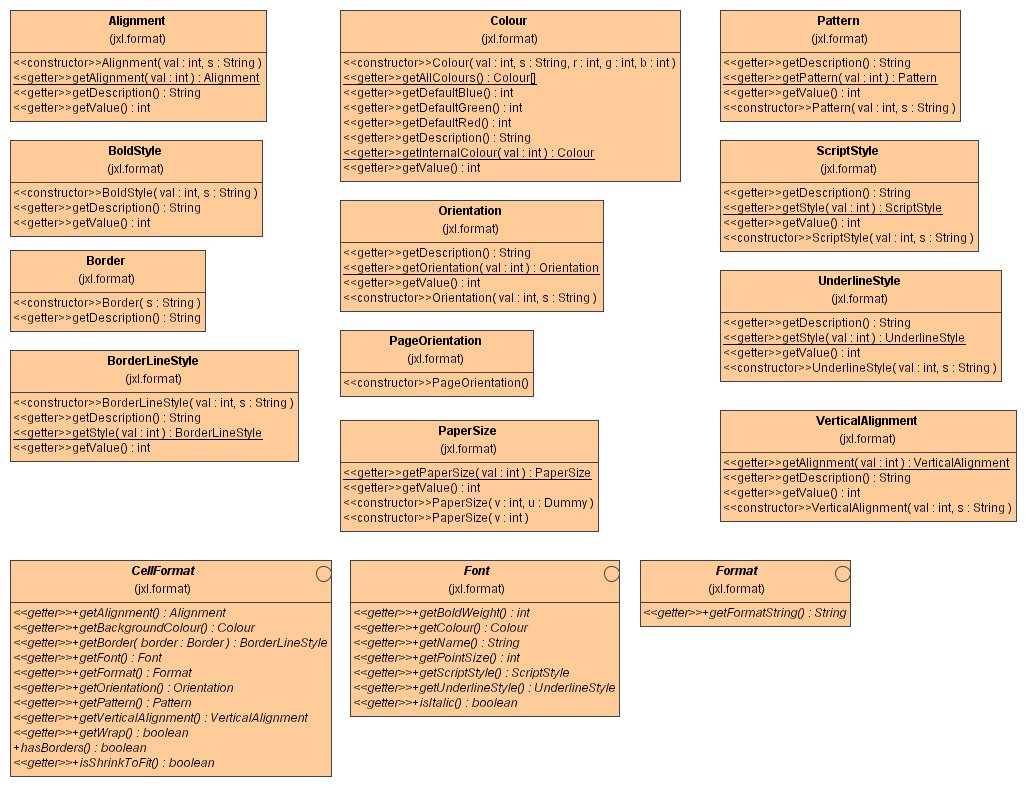 Alignment
(jxl.format)
<<constructor>>Alignment( val : int, s : String )
<<getter>>getAlignment( val : int ) : Alignment
<<getter>>getDescription() : String
<<getter>>getValue() : int
BoldStyle
(jxl.format)
<<constructor>>BoldStyle( val : int, s : String )
<<getter>>getDescription() : String
<<getter>>getValue() : int
Border
(jxl.format)
<<constructor>>Border( s : String )
<<getter>>getDescription() : String
BorderLineStyle
(jxl.format)
<<constructor>>BorderLineStyle( val : int, s : String )
<<getter>>getDescription() : String
<<getter>>getStyle( val : int ) : BorderLineStyle
<<getter>>getValue() : int
Colour
(jxl.format)
<<constructor>>Colour( val : int, s : String, r : int, g : int, b : int )
<<getter>>getAllColours() : Colour[]
<<getter>>getDefaultBlue() : int
<<getter>>getDefaultGreen() : int
<<getter>>getDefaultRed() : int
<<getter>>getDescription() : String
<<getter>>getInternalColour( val : int ) : Colour
<<getter>>getValue() : int
Orientation
(jxl.format)
<<getter>>getDescription() : String
<<getter>>getOrientation( val : int ) : Orientation
<<getter>>getValue() : int
<<constructor>>Orientation( val : int, s : String )
PageOrientation
(jxl.format)
<<constructor>>PageOrientation()
PaperSize
(jxl.format)
<<getter>>getPaperSize( val : int ) : PaperSize
<<getter>>getValue() : int
<<constructor>>PaperSize( v : int, u : Dummy )
<<constructor>>PaperSize( v : int )
Pattern
(jxl.format)
<<getter>>getDescription() : String
<<getter>>getPattern( val : int ) : Pattern
<<getter>>getValue() : int
<<constructor>>Pattern( val : int, s : String )
ScriptStyle
(jxl.format)
<<getter>>getDescription() : String
<<getter>>getStyle( val : int ) : ScriptStyle
<<getter>>getValue() : int
<<constructor>>ScriptStyle( val : int, s : String )
UnderlineStyle
(jxl.format)
<<getter>>getDescription() : String
<<getter>>getStyle( val : int ) : UnderlineStyle
<<getter>>getValue() : int
<<constructor>>UnderlineStyle( val : int, s : String )
VerticalAlignment
(jxl.format)
<<getter>>getAlignment( val : int ) : VerticalAlignment
<<getter>>getDescription() : String
<<getter>>getValue() : int
<<constructor>>VerticalAlignment( val : int, s : String )
CellFormat
(jxl.format)
<<getter>>+getAlignment() : Alignment
<<getter>>+getBackgroundColour() : Colour
<<getter>>+getBorder( border : Border ) : BorderLineStyle
<<getter>>+getFont() : Font
<<getter>>+getFormat() : Format
<<getter>>+getOrientation() : Orientation
<<getter>>+getPattern() : Pattern
<<getter>>+getVerticalAlignment() : VerticalAlignment
<<getter>>+getWrap() : boolean
+hasBorders() : boolean
<<getter>>+isShrinkToFit() : boolean
Font
(jxl.format)
<<getter>>+getBoldWeight() : int
<<getter>>+getColour() : Colour
<<getter>>+getName() : String
<<getter>>+getPointSize() : int
<<getter>>+getScriptStyle() : ScriptStyle
<<getter>>+getUnderlineStyle() : UnderlineStyle
<<getter>>+isItalic() : boolean
Format
(jxl.format)
<<getter>>+getFormatString() : String